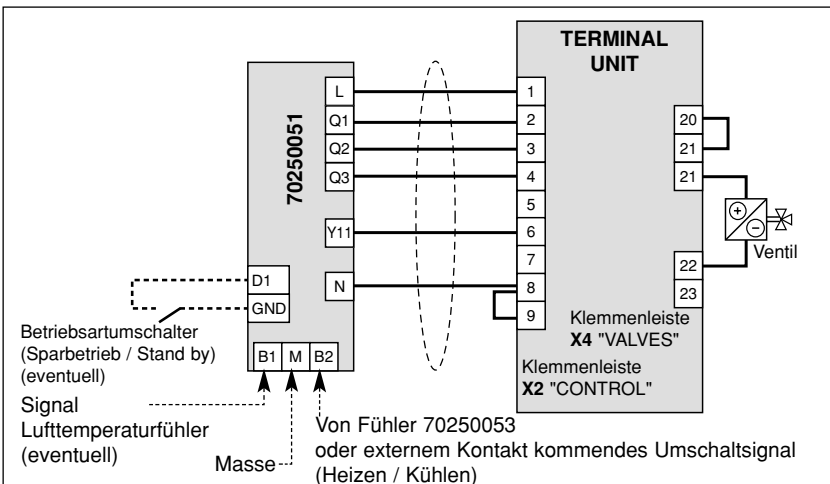 TERMINAL
UNIT
70250051
L
Q1
Q2
Q3
Y11
N
D1
GND
B1 M B2
1
2
3
4
5
6
7
8
9
20
21
21
22
23
Ventil
Klemmenleiste
X4 "VALVES"
Klemmenleiste
X2 "CONTROL"
Betriebsartumschalter
(Sparbetrieb / Stand by)
(eventuell)
Signal
Lufttemperaturfühler
(eventuell)
Masse
Von Fühler 70250053
oder externem Kontakt kommendes Umschaltsignal
(Heizen / Kühlen)